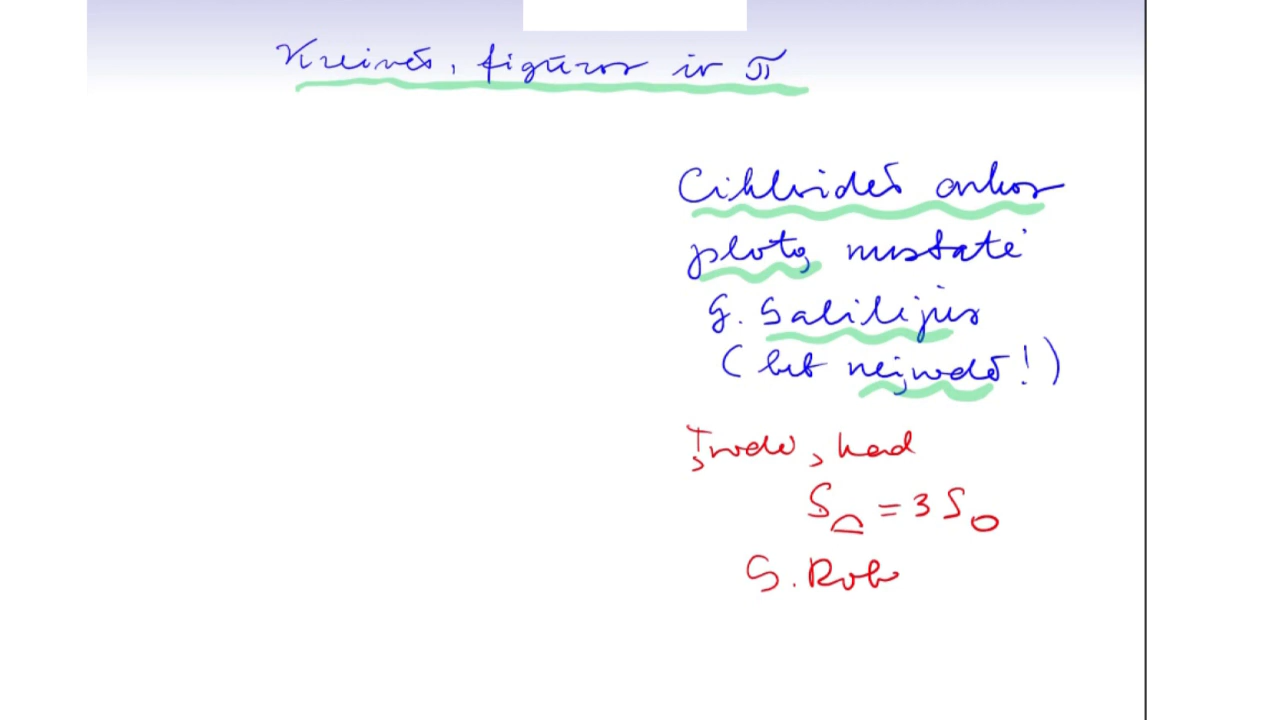 Kreivės, figūros ir π
Cikloidės arkos
plotą nustatė
G. Galilėjus
(bet neįrodė!)
Įrodė, kad
S⌓ = 3 S○
G. Rob